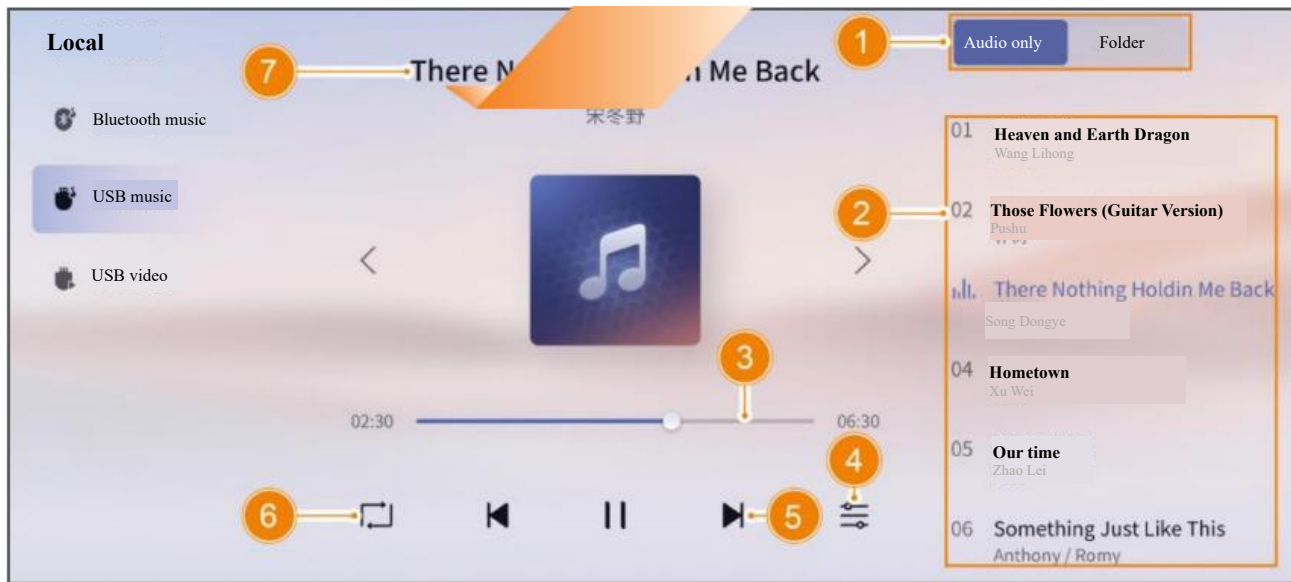 Local
Bluetooth music
USB music
USB video
7
There N n Me Back
宋冬野
02:30
06:30
3
4
5
6
1
Audio only
Folder
2
01 Heaven and Earth Dragon
Wang Lihong
02 Those Flowers (Guitar Version)
Pushu
There Nothing Holdin Me Back
Song Dongye
04 Hometown
Xu Wei
05 Our time
Zhao Lei
06 Something Just Like This
Anthony / Romy